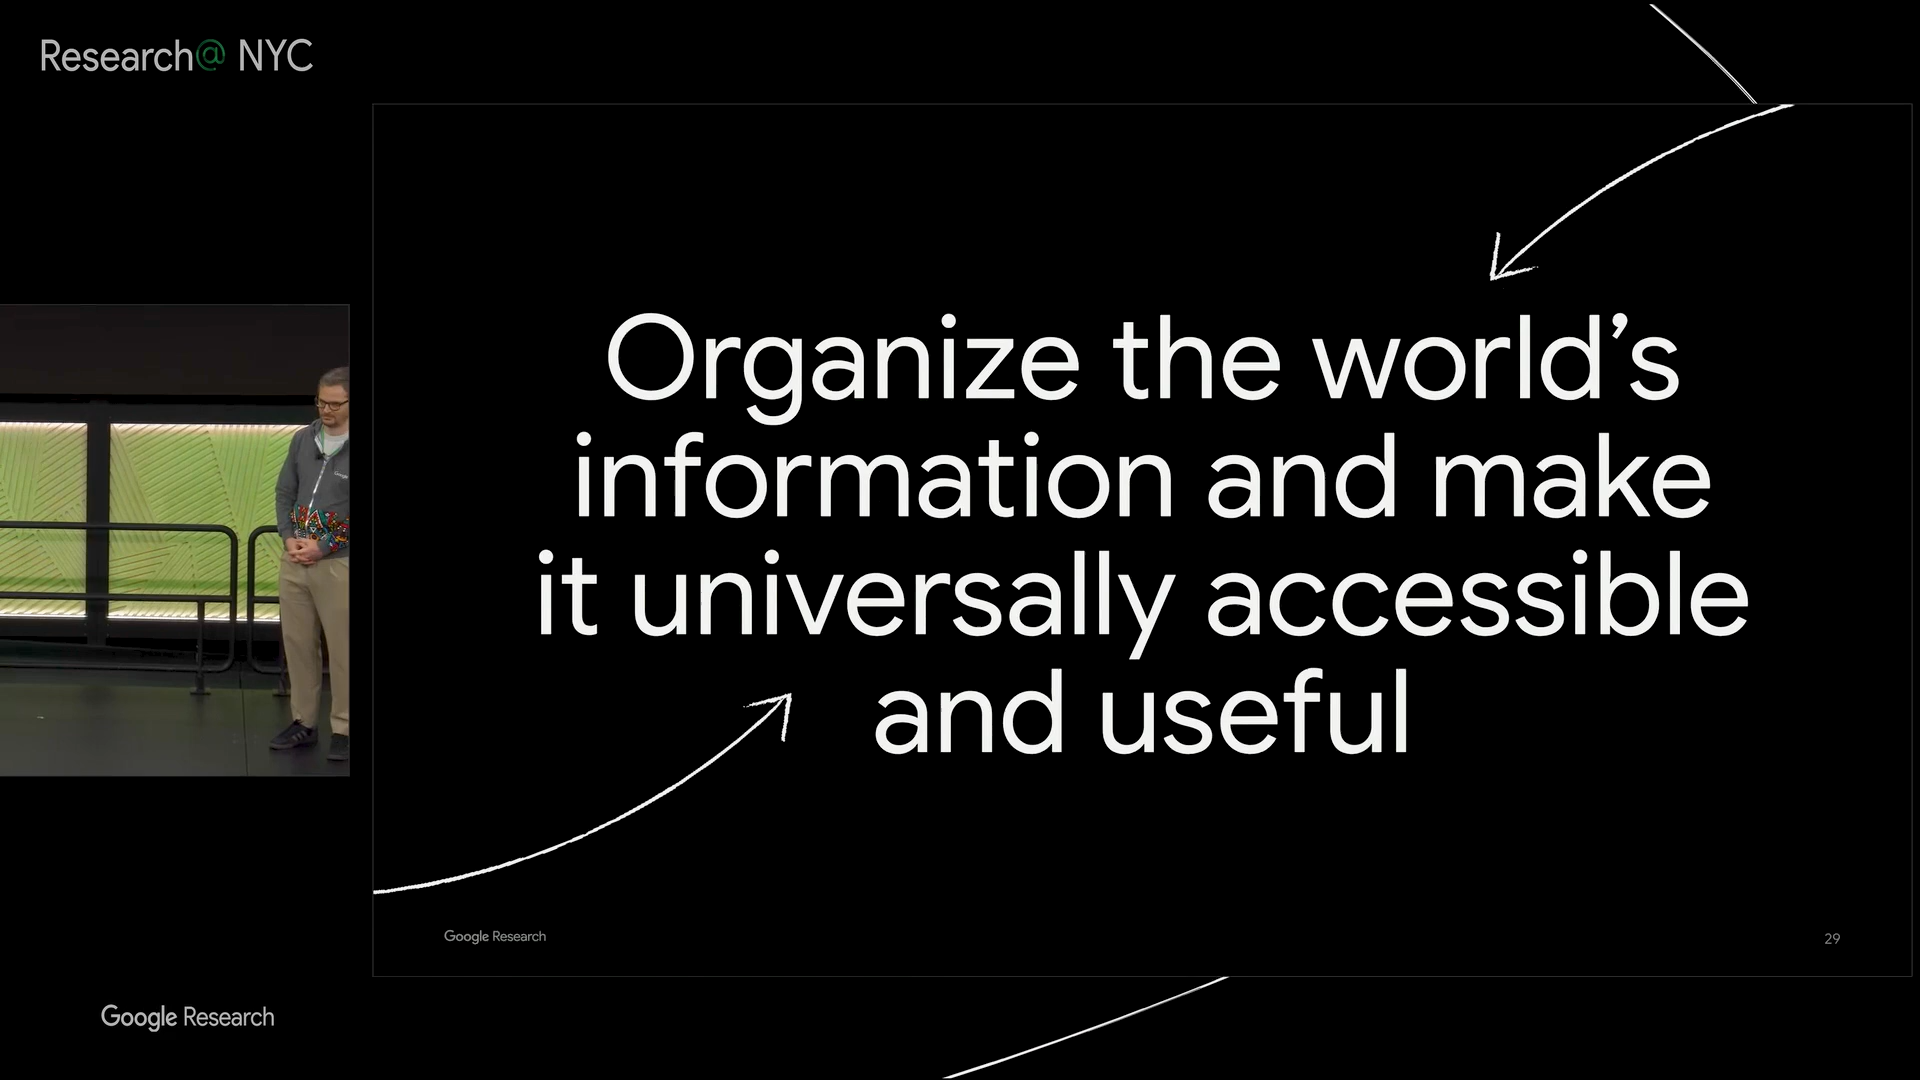 Research@ NYC
Organize the world’s
information and make
it universally accessible
and useful
Google Research
29
Google Research